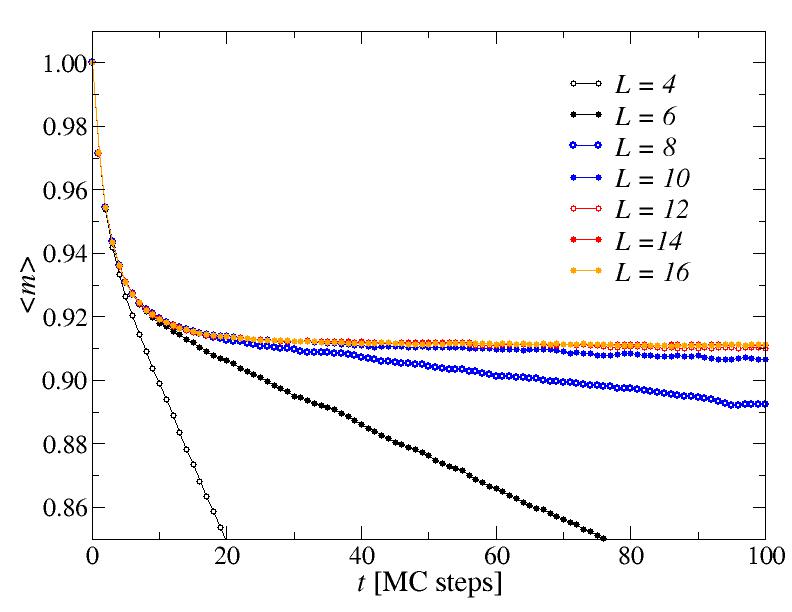 1.00
0.98
0.96
0.94
0.92
0.90
0.88
0.86
<m>
L = 4
L = 6
L = 8
L = 10
L = 12
L =14
L = 16
0 20 40 60 80 100
t [MC steps]